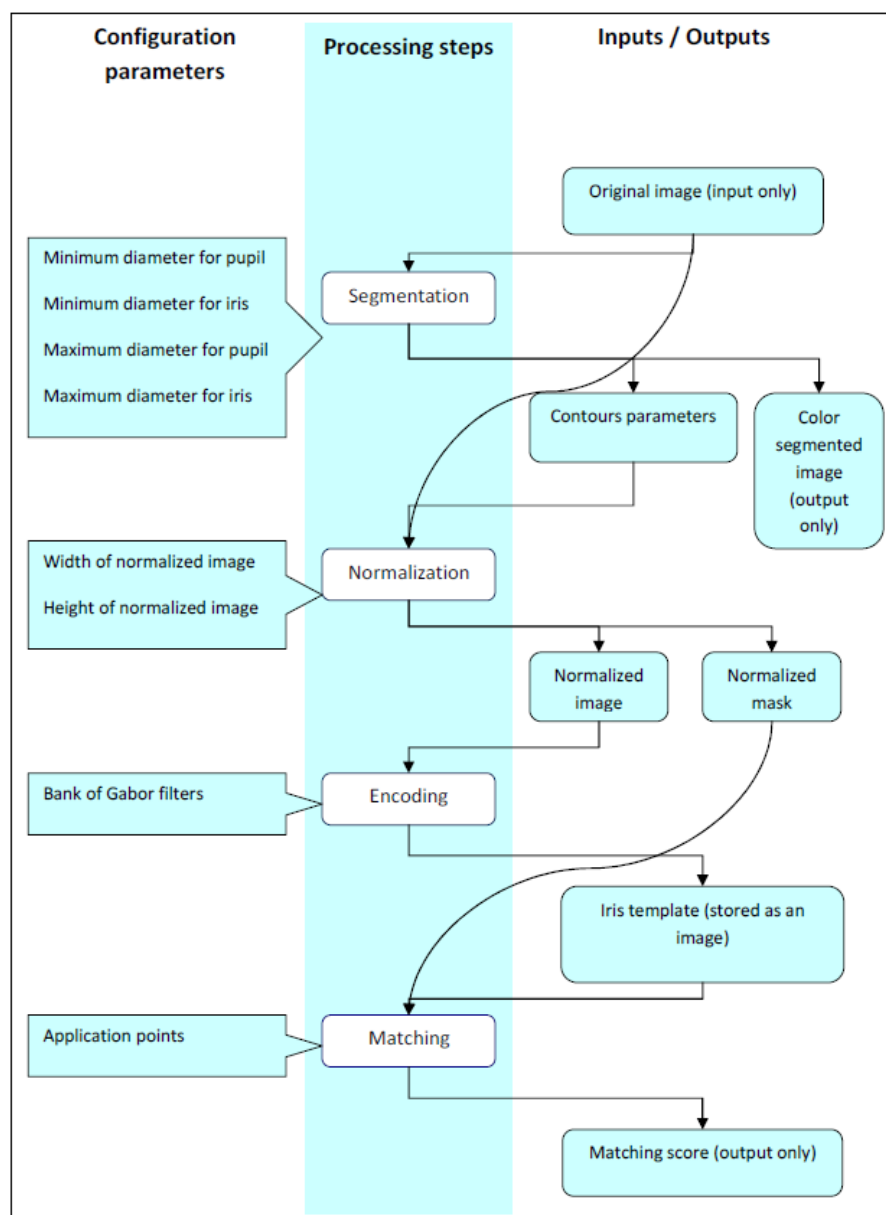 Configuration
parameters
Processing steps
Inputs / Outputs
Original image (input only)
Minimum diameter for pupil
Minimum diameter for iris
Maximum diameter for pupil
Maximum diameter for iris
Segmentation
Contours parameters
Color
segmented
image
(output
only)
Width of normalized image
Height of normalized image
Normalization
Normalized
image
Normalized
mask
Bank of Gabor filters
Encoding
Iris template (stored as an
image)
Application points
Matching
Matching score (output only)